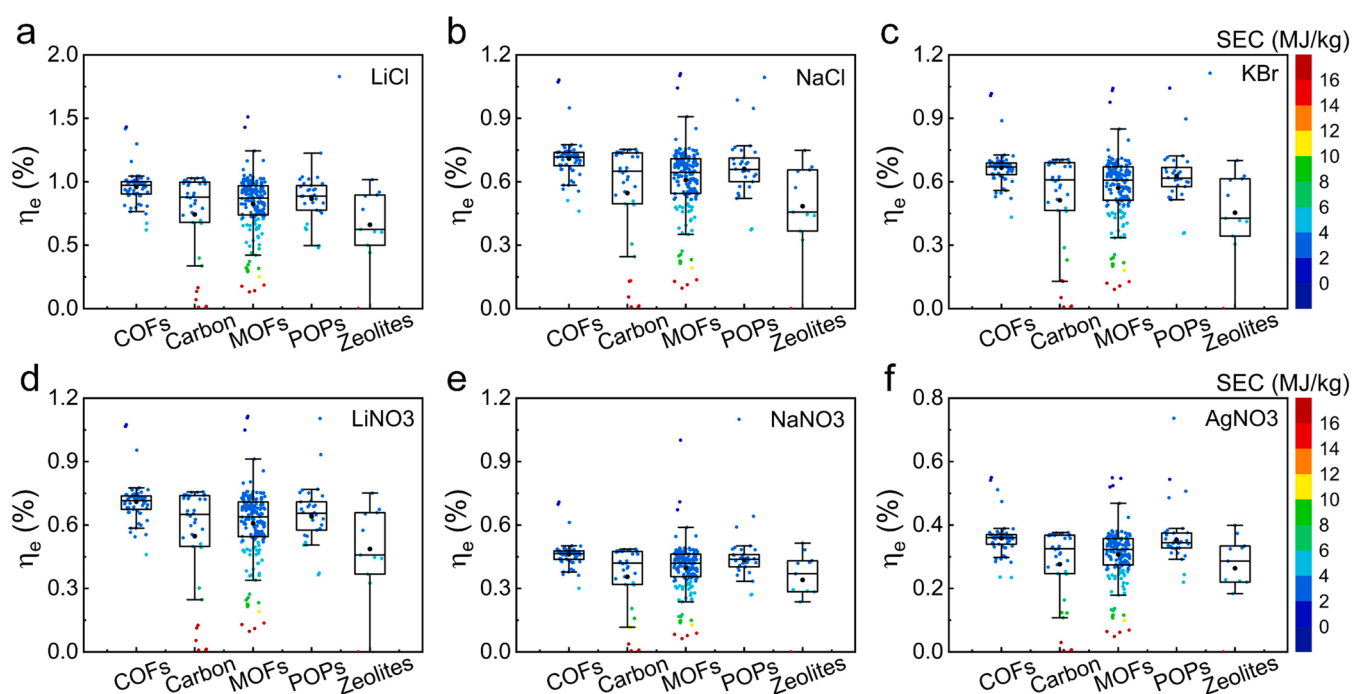 a
LiCl
2.0
1.5
1.0
0.5
0.0
ηe (%)
COFs Carbon MOFs POPs Zeolites
b
NaCl
1.2
0.9
0.6
0.3
0.0
ηe (%)
COFs Carbon MOFs POPs Zeolites
c
KBr
1.2
0.9
0.6
0.3
0.0
ηe (%)
COFs Carbon MOFs POPs Zeolites
SEC (MJ/kg)
16
14
12
10
8
6
4
2
0
d
LiNO3
1.2
0.9
0.6
0.3
0.0
ηe (%)
COFs Carbon MOFs POPs Zeolites
e
NaNO3
1.2
0.9
0.6
0.3
0.0
ηe (%)
COFs Carbon MOFs POPs Zeolites
f
AgNO3
0.8
0.6
0.4
0.2
0.0
ηe (%)
COFs Carbon MOFs POPs Zeolites
SEC (MJ/kg)
16
14
12
10
8
6
4
2
0